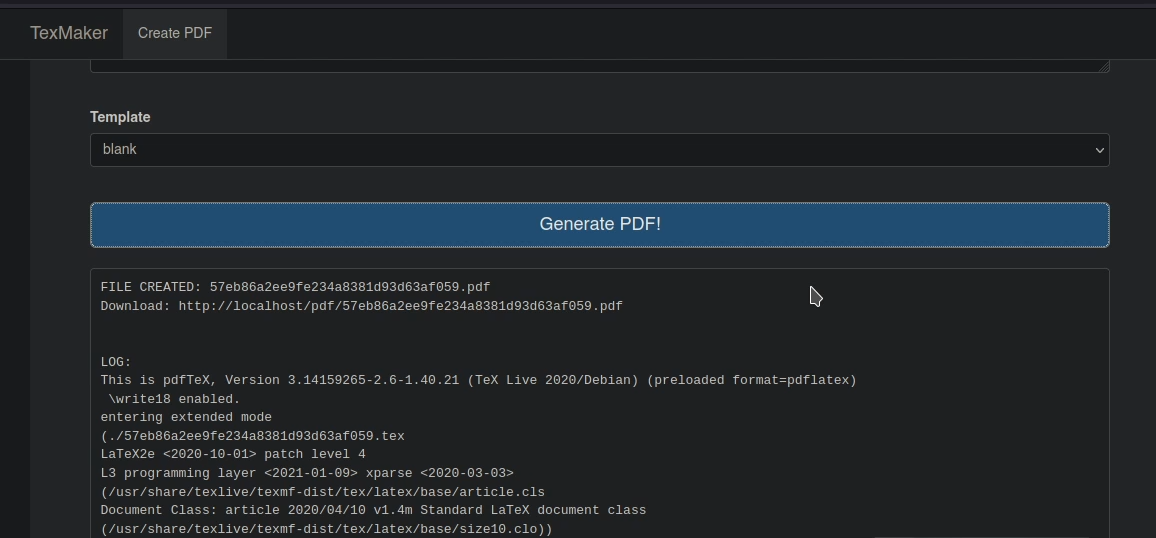 TexMaker Create PDF
Template
blank
Generate PDF!
FILE CREATED: 57eb86a2ee9fe234a8381d93d63af059.pdf
Download: http://localhost/pdf/57eb86a2ee9fe234a8381d93d63af059.pdf
LOG:
This is pdfTeX, Version 3.14159265-2.6-1.40.21 (TeX Live 2020/Debian) (preloaded format=pdflatex)
\write18 enabled.
entering extended mode
(./57eb86a2ee9fe234a8381d93d63af059.tex
LaTeX2e <2020-10-01> patch level 4
L3 programming layer <2021-01-09> xparse <2020-03-03>
(/usr/share/texlive/texmf-dist/tex/latex/base/article.cls
Document Class: article 2020/04/10 v1.4m Standard LaTeX document class
(/usr/share/texlive/texmf-dist/tex/latex/base/size10.clo))